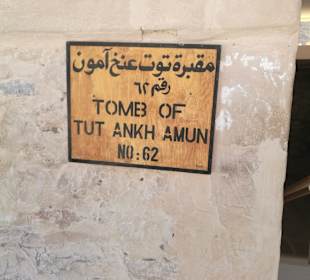 مقبرة توت عنخ آمون
رقم ٦٢
TOMB OF
TUT ANKH AMUN
NO: 62